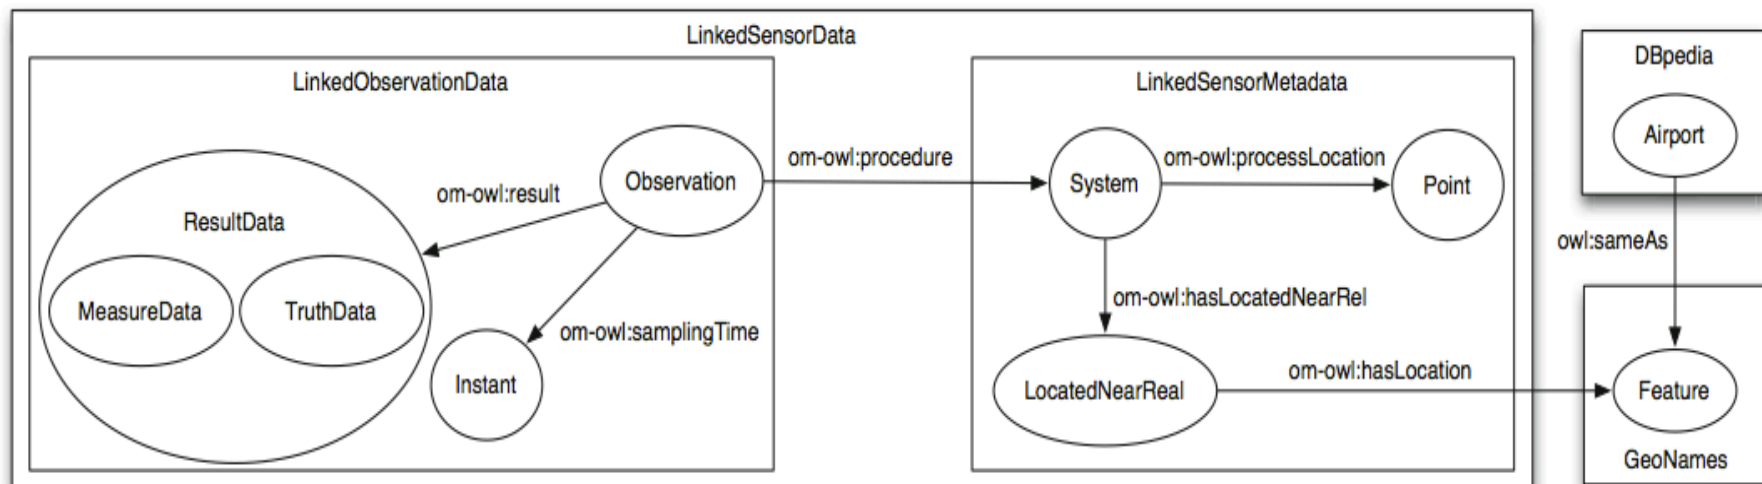 LinkedSensorData
LinkedObservationData
LinkedSensorMetadata
DBpedia
Airport
Observation
om-owl:procedure
System
om-owl:processLocation
Point
om-owl:result
ResultData
owl:sameAs
MeasureData
TruthData
om-owl:samplingTime
om-owl:hasLocatedNearRel
Instant
LocatedNearReal
om-owl:hasLocation
Feature
GeoNames